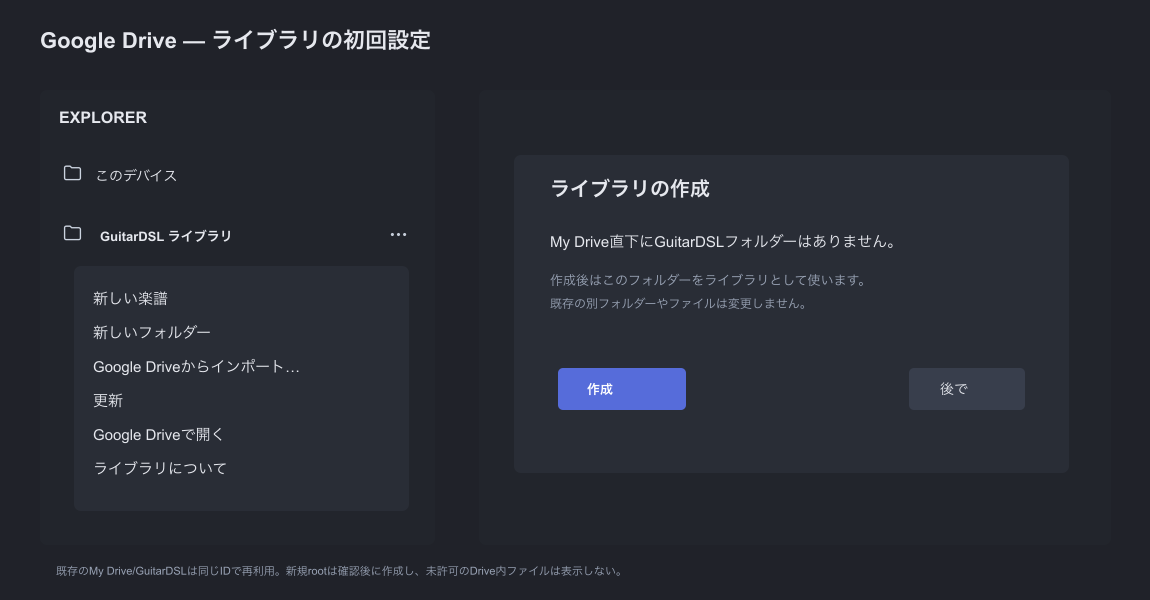 Google Drive — ライブラリの初回設定
EXPLORER
このデバイス
GuitarDSL ライブラリ
新しい楽譜
新しいフォルダー
Google Driveからインポート…
更新
Google Driveで開く
ライブラリについて
ライブラリの作成
My Drive直下にGuitarDSLフォルダーはありません。
作成後はこのフォルダーをライブラリとして使います。
既存の別フォルダーやファイルは変更しません。
作成
後で
既存のMy Drive/GuitarDSLは同じIDで再利用。新規rootは確認後に作成し、未許可のDrive内ファイルは表示しない。